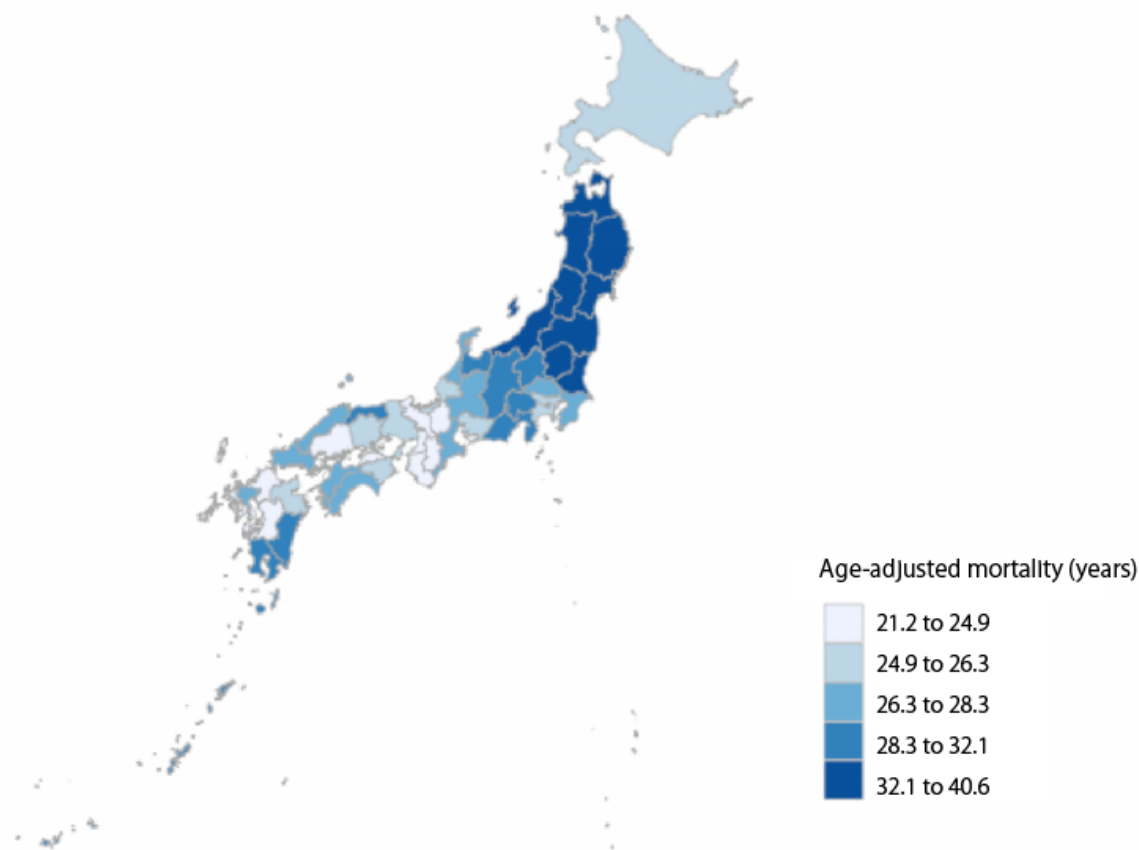 Age-adjusted mortality (years)
21.2 to 24.9
24.9 to 26.3
26.3 to 28.3
28.3 to 32.1
32.1 to 40.6